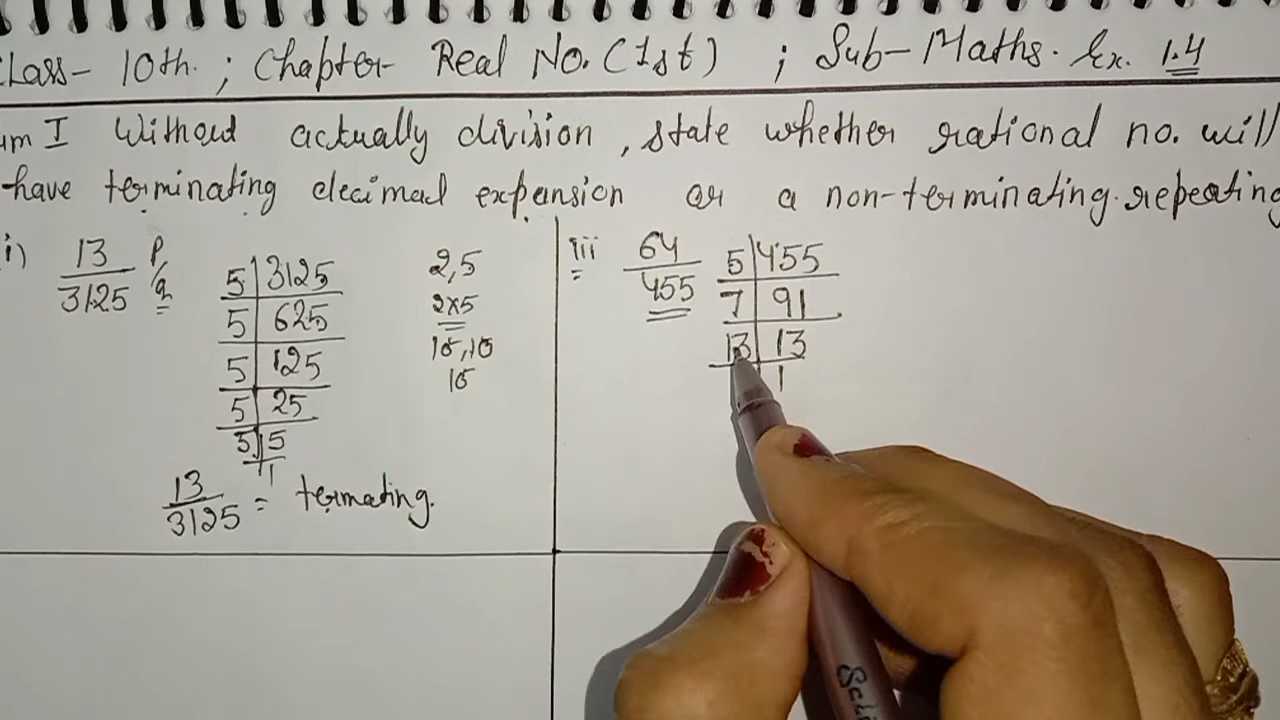 Class- 10th. ; Chapter- Real No. (1st) ; Sub- Maths. Ex. 1.4
um I Without actually division, state whether rational no. will
have terminating decimal expansion or a non-terminating repeating
i) 13/3125 P/q
5 | 3125
5 | 625
5 | 125
5 | 25
5 | 5
1
2,5
2×5
10,10
10
13/3125 = termating.
iii 64/455
5 | 455
7 | 91
13 | 13
1